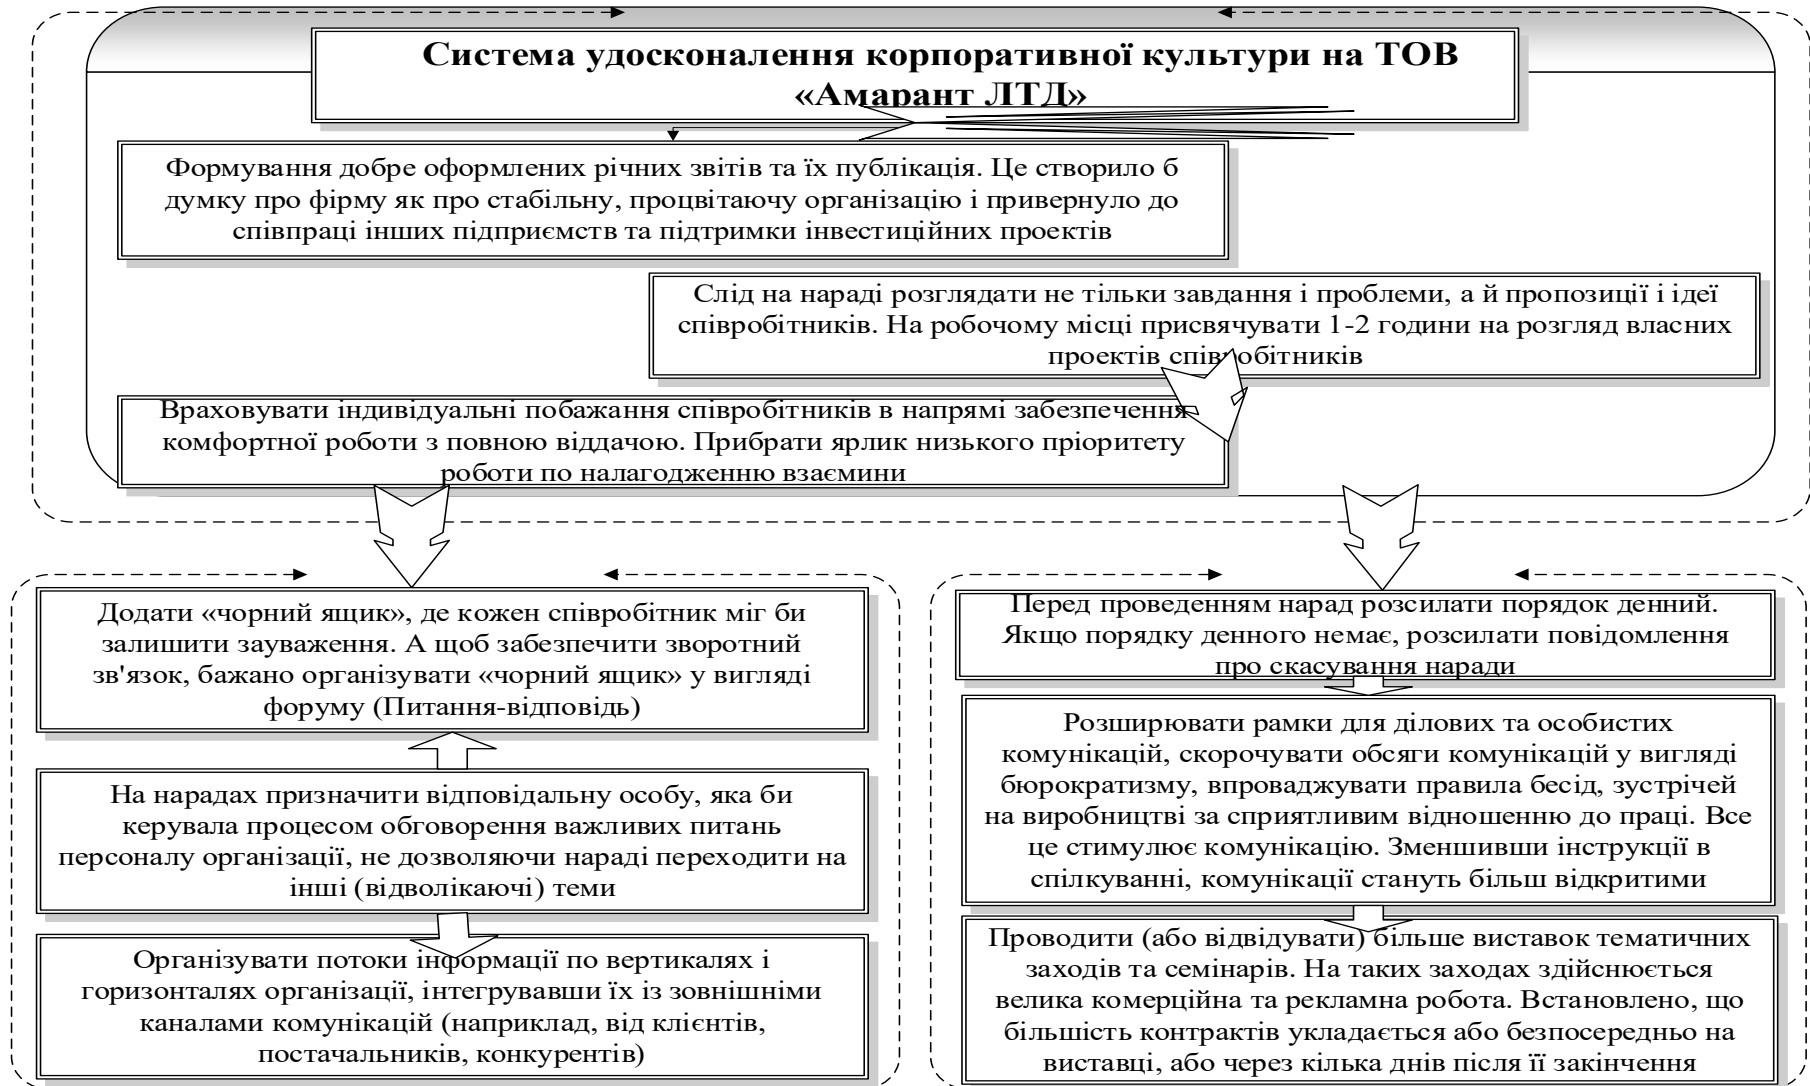 Система удосконалення корпоративної культури на ТОВ
«Амарант ЛТД»
Формування добре оформлених річних звітів та їх публікація. Це створило б
думку про фірму як про стабільну, процвітаючу організацію і привернуло до
співпраці інших підприємств та підтримки інвестиційних проектів
Слід на нараді розглядати не тільки завдання і проблеми, а й пропозиції і ідеї
співробітників. На робочому місці присвячувати 1-2 години на розгляд власних
проектів співробітників
Враховувати індивідуальні побажання співробітників в напрямі забезпечення
комфортної роботи з повною віддачою. Прибрати ярлик низького пріоритету
роботи по налагодженню взаємини
Додати «чорний ящик», де кожен співробітник міг би
залишити зауваження. А щоб забезпечити зворотний
зв'язок, бажано організувати «чорний ящик» у вигляді
форуму (Питання-відповідь)
На нарадах призначити відповідальну особу, яка би
керувала процесом обговорення важливих питань
персоналу організації, не дозволяючи нараді переходити на
інші (відволікаючі) теми
Організувати потоки інформації по вертикалях і
горизонталях організації, інтегрувавши їх із зовнішніми
каналами комунікацій (наприклад, від клієнтів,
постачальників, конкурентів)
Перед проведенням нарад розсилати порядок денний.
Якщо порядку денного немає, розсилати повідомлення
про скасування наради
Розширювати рамки для ділових та особистих
комунікацій, скорочувати обсяги комунікацій у вигляді
бюрократизму, впроваджувати правила бесід, зустрічей
на виробництві за сприятливим відношенню до праці. Все
це стимулює комунікацію. Зменшивши інструкції в
спілкуванні, комунікації стануть більш відкритими
Проводити (або відвідувати) більше виставок тематичних
заходів та семінарів. На таких заходах здійснюється
велика комерційна та рекламна робота. Встановлено, що
більшість контрактів укладається або безпосередньо на
виставці, або через кілька днів після її закінчення